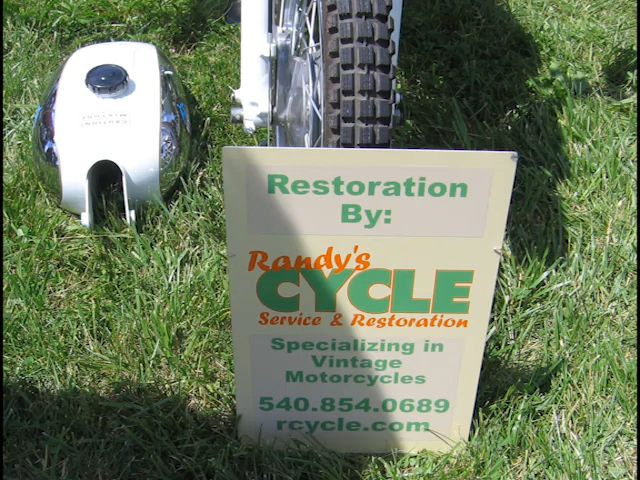 Restoration
By:
Randy's
CYCLE
Service & Restoration
Specializing in
Vintage
Motorcycles
540.854.0689
rcycle.com